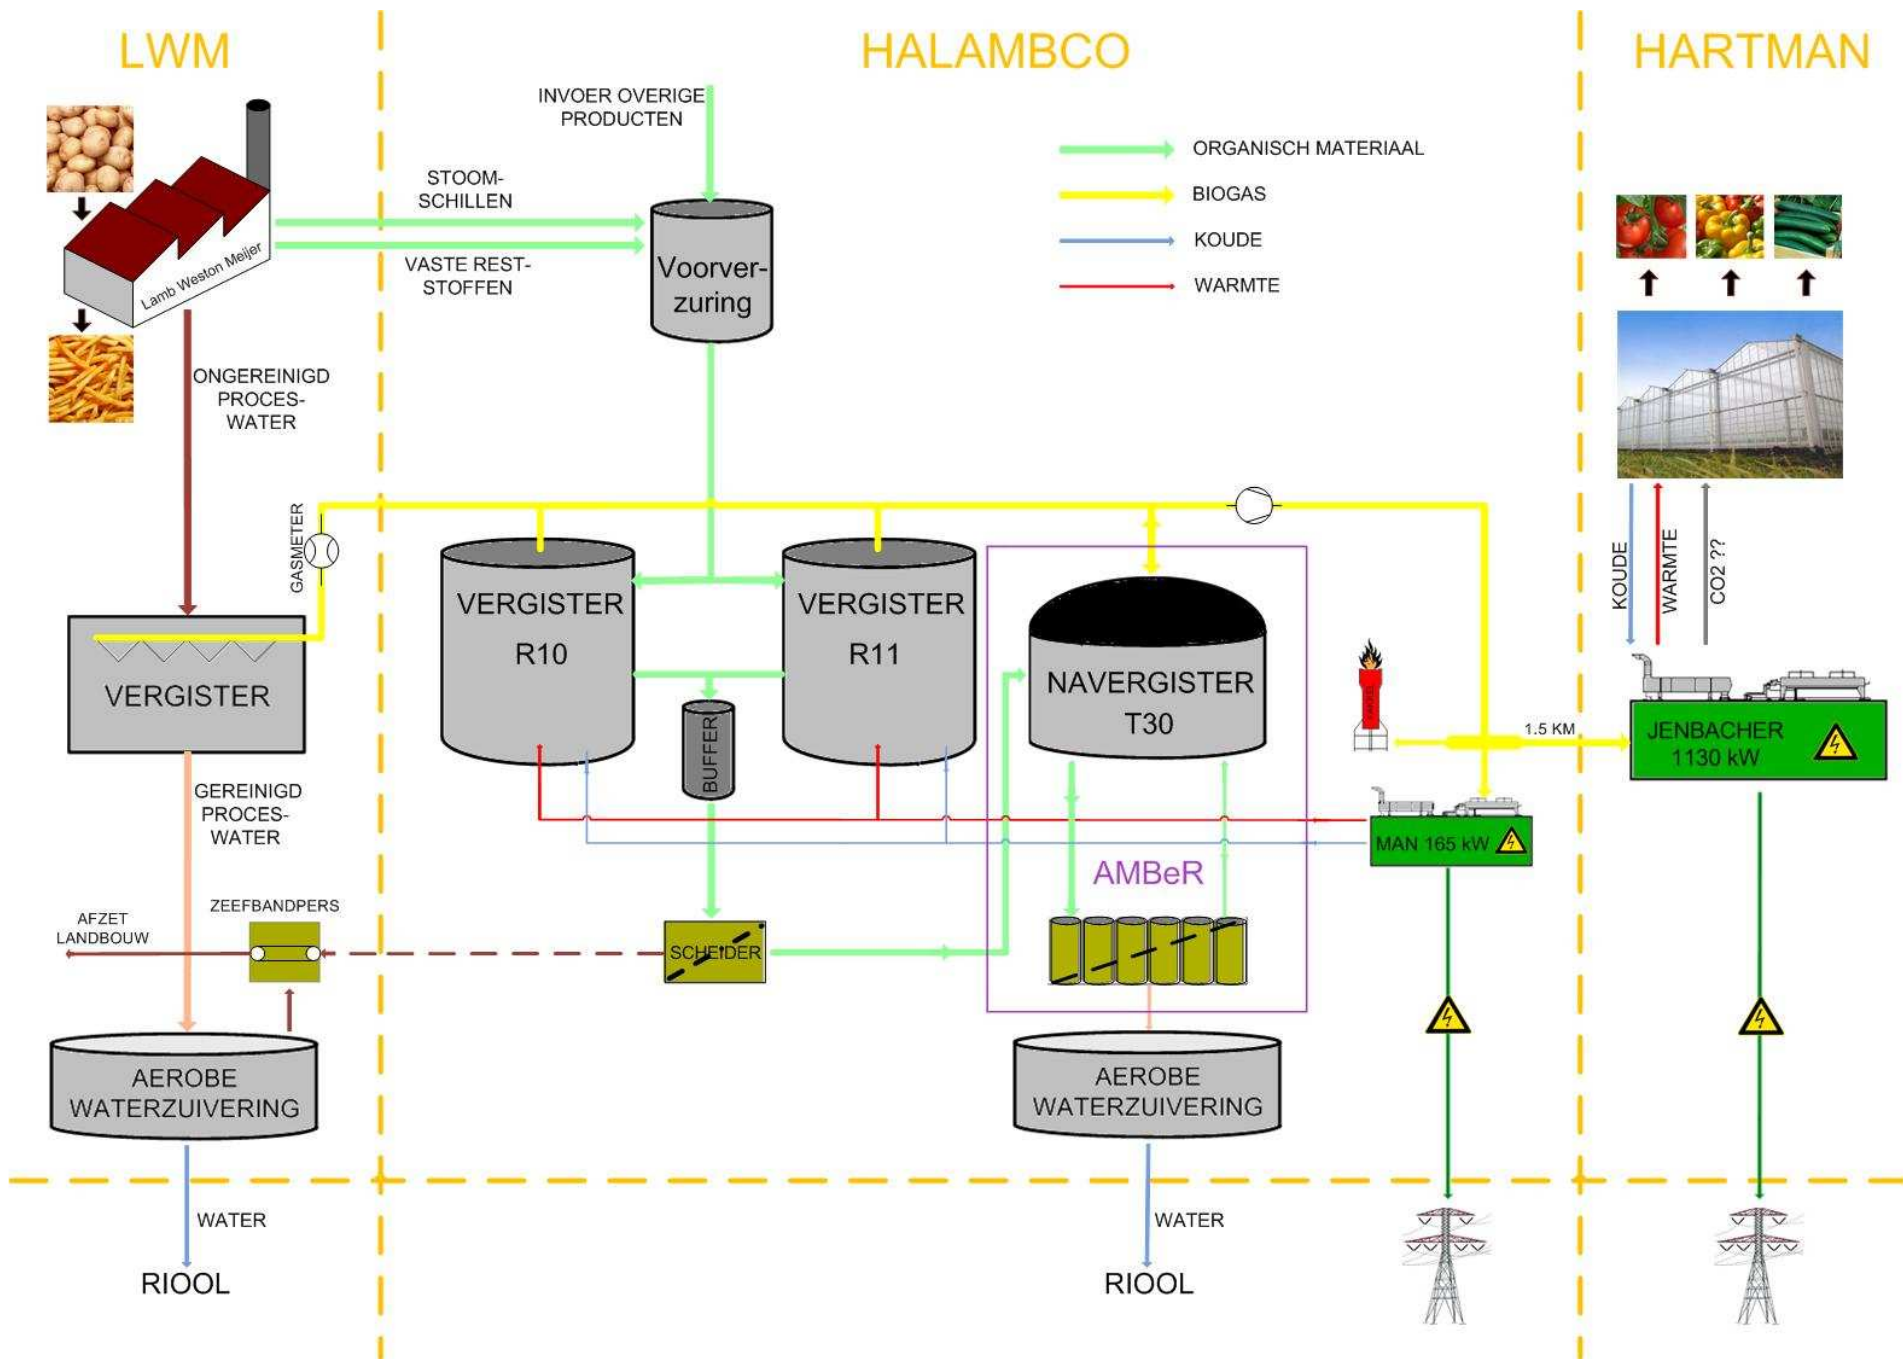 LWM
HALAMBCO
HARTMAN
INVOER OVERIGE
PRODUCTEN
ORGANISCH MATERIAAL
BIOGAS
KOUDE
WARMTE
STOOM-
SCHILLEN
VASTE REST-
STOFFEN
Lamb Weston Meijer
Voorver-
zuring
ONGEREINIGD
PROCES-
WATER
GASMETER
VERGISTER
R10
VERGISTER
R11
NAVERGISTER
T30
BUFFER
VERGISTER
KOUDE
WARMTE
CO2 ??
1.5 KM
JENBACHER
1130 kW
MAN 165 kW
GEREINIGD
PROCES-
WATER
AMBeR
ZEEFBANDPERS
AFZET
LANDBOUW
SCHEIDER
AEROBE
WATERZUIVERING
AEROBE
WATERZUIVERING
WATER
RIOOL
WATER
RIOOL